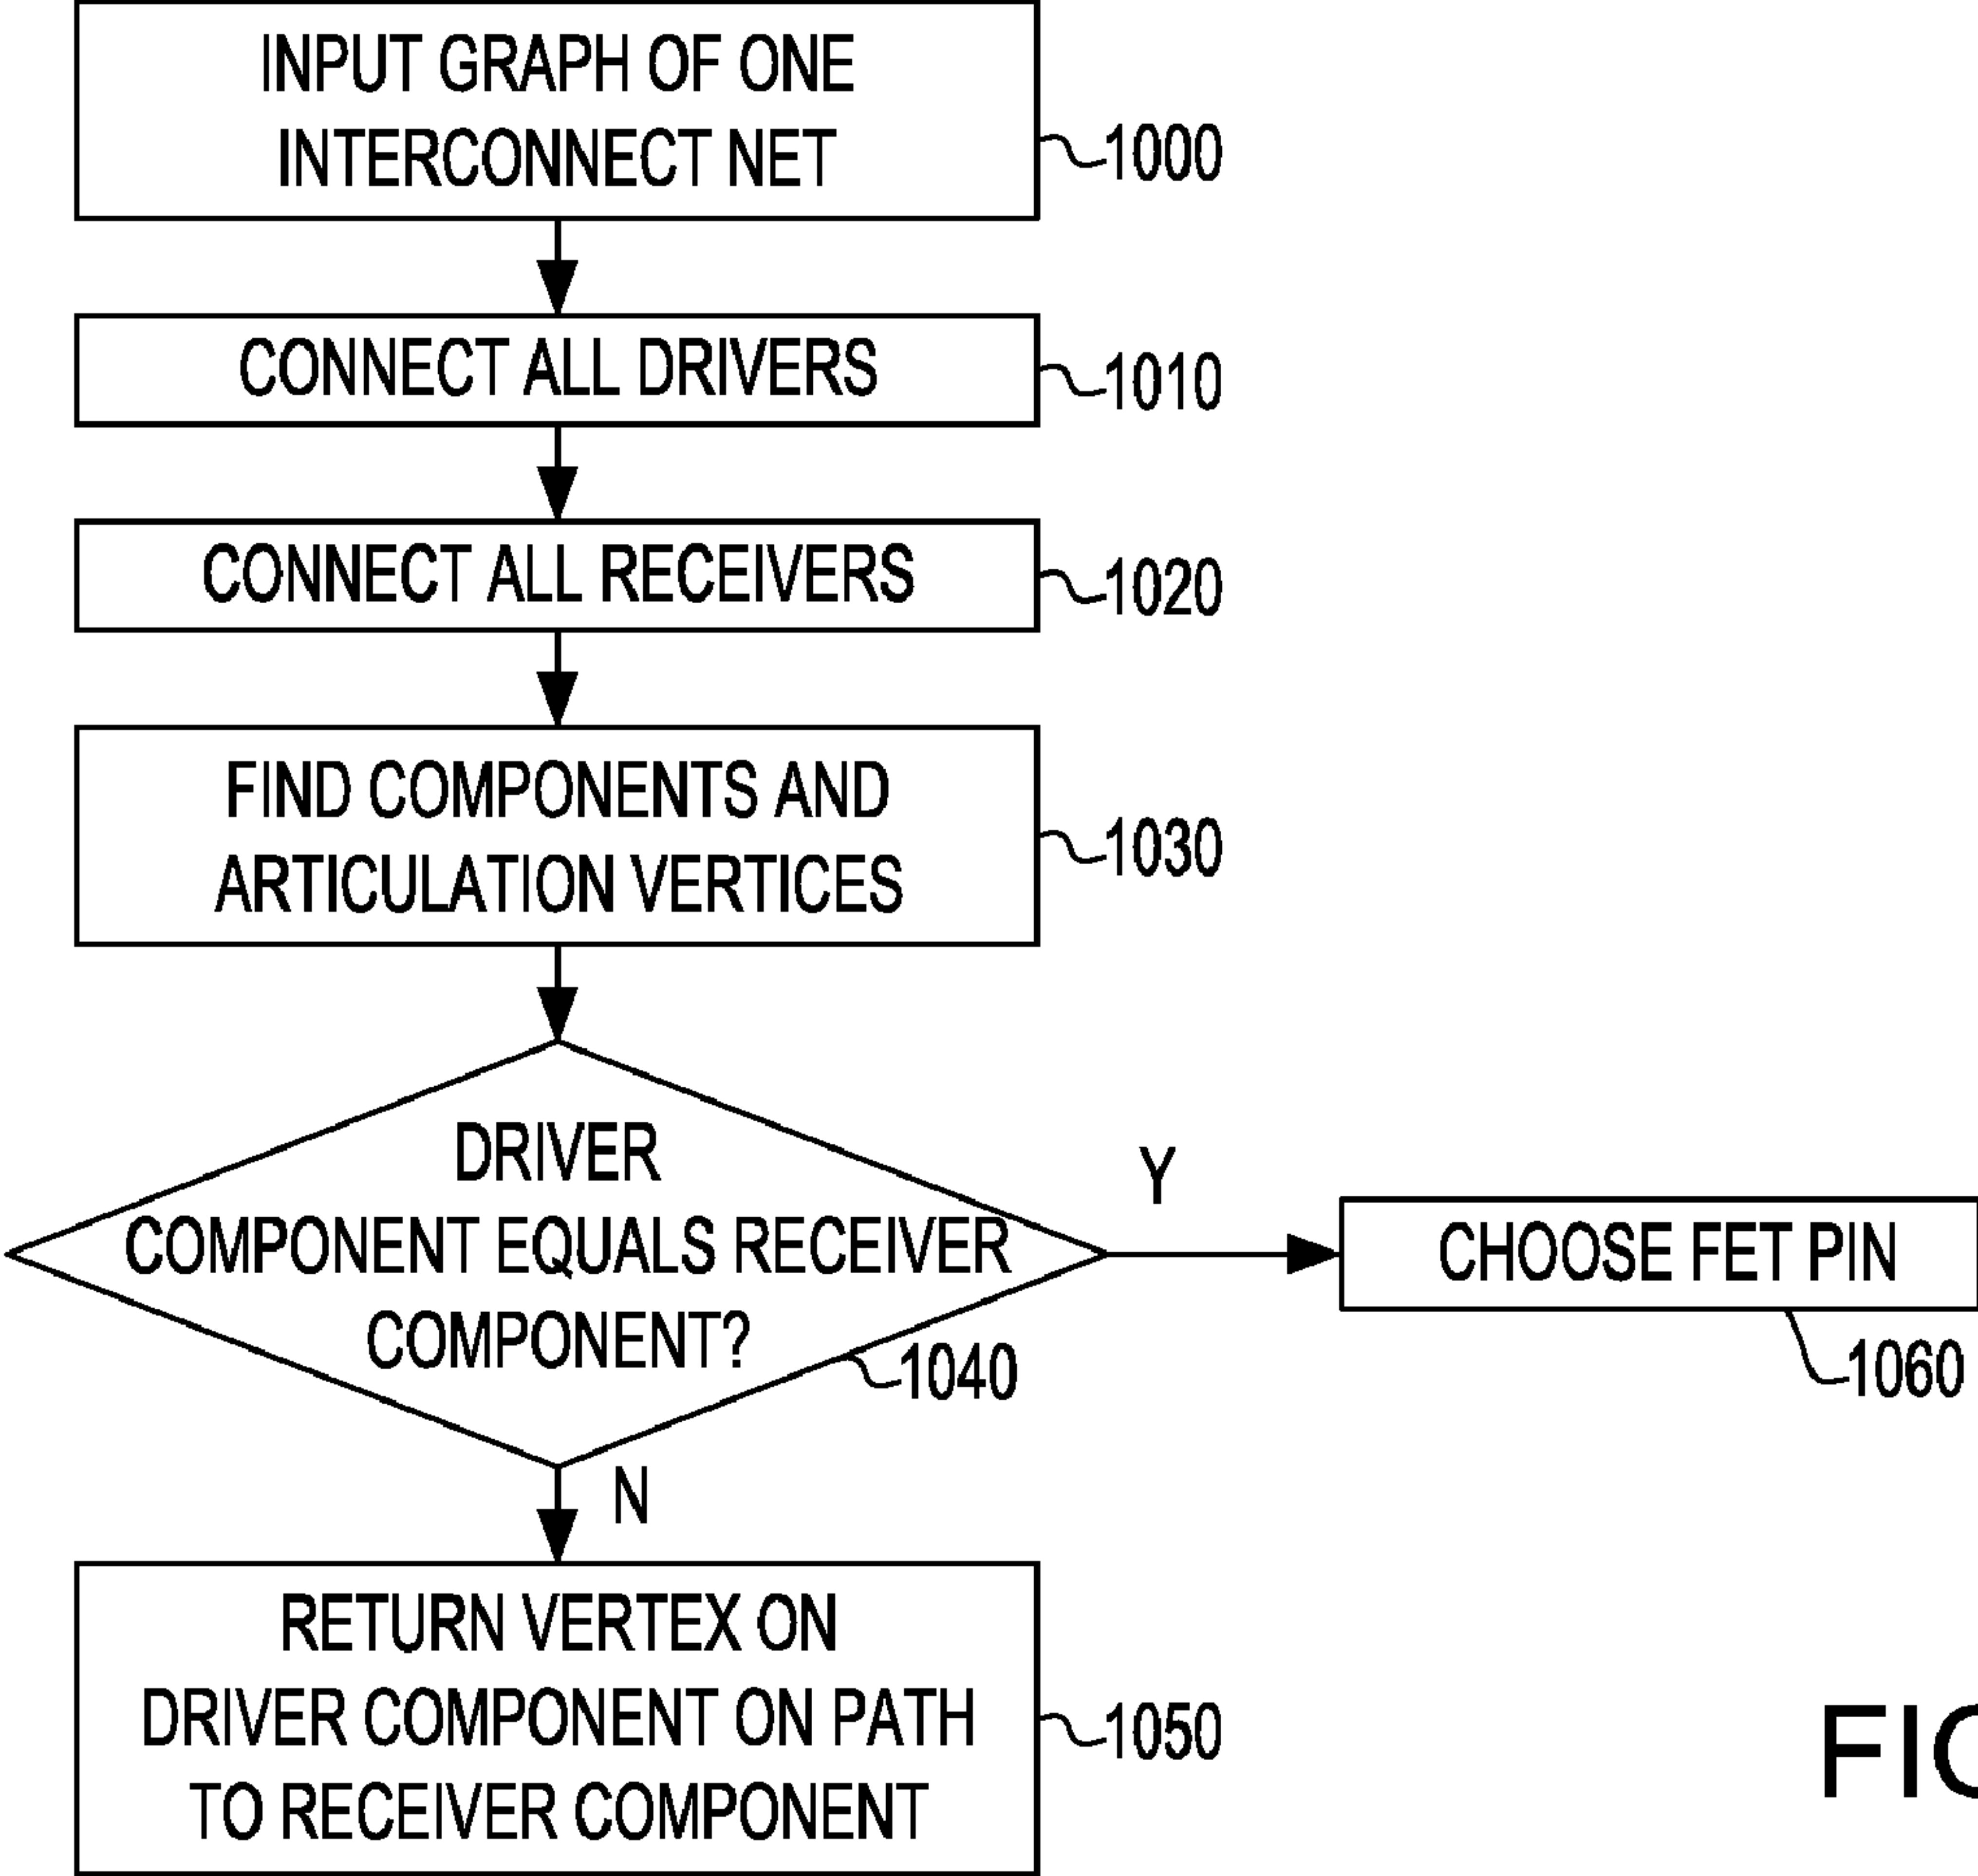 INPUT GRAPH OF ONE
INTERCONNECT NET
1000
CONNECT ALL DRIVERS
1010
CONNECT ALL RECEIVERS
1020
FIND COMPONENTS AND
ARTICULATION VERTICES
1030
DRIVER
COMPONENT EQUALS RECEIVER
COMPONENT?
1040
Y
CHOOSE FET PIN
1060
N
RETURN VERTEX ON
DRIVER COMPONENT ON PATH
TO RECEIVER COMPONENT
1050